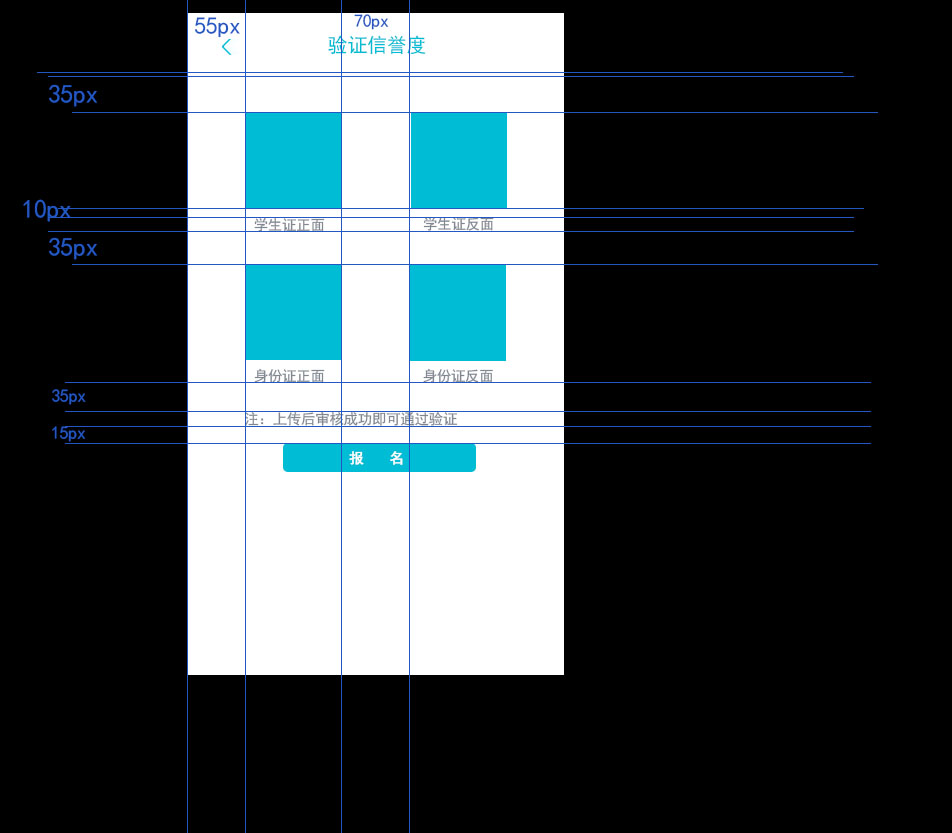 55px
70px
验证信誉度
35px
10px
学生证正面
学生证反面
35px
身份证正面
身份证反面
35px
注：上传后审核成功即可通过验证
15px
报 名